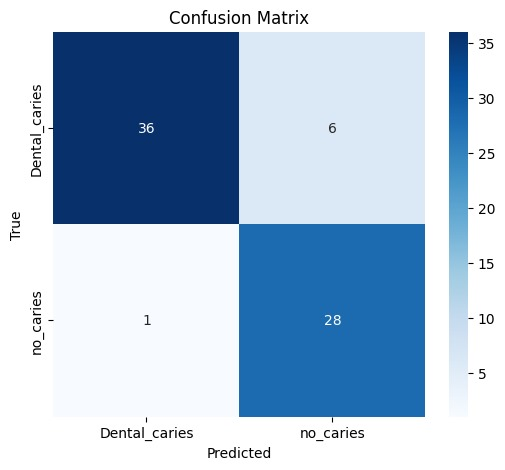 Confusion Matrix
Dental_caries
no_caries
True
36
6
1
28
Dental_caries
no_caries
Predicted
35
30
25
20
15
10
5